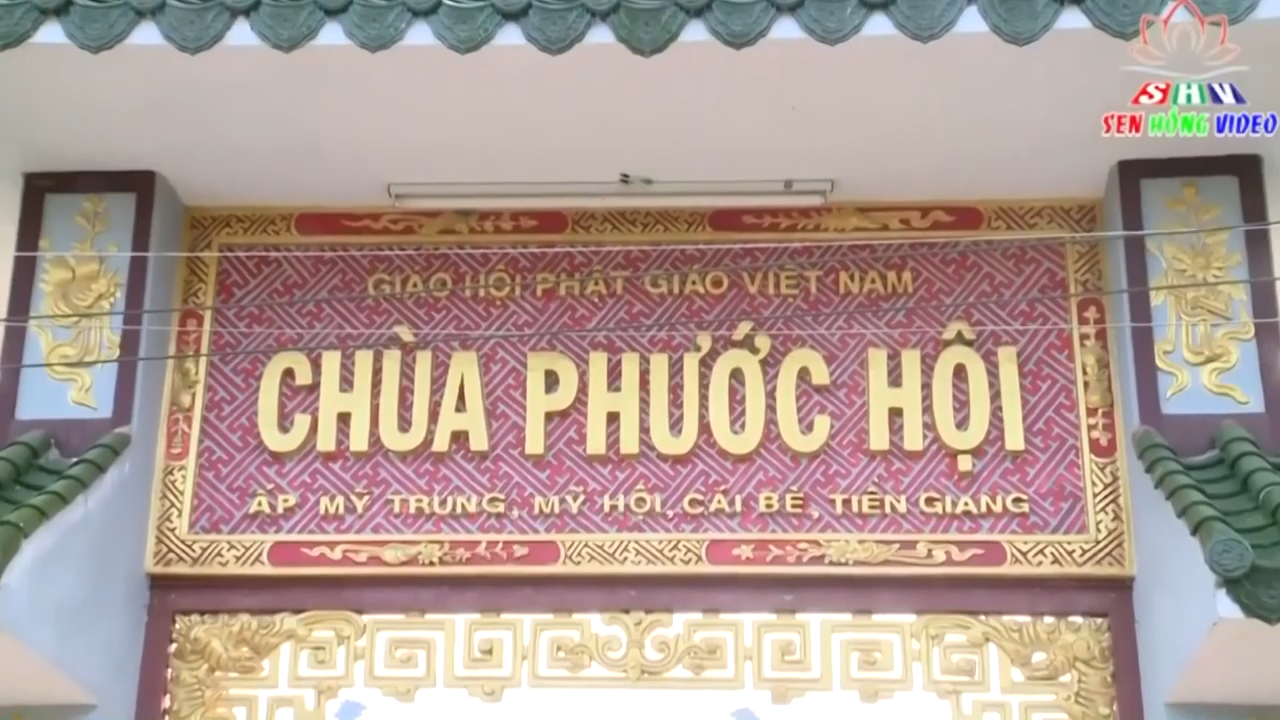 SHV
SEN HỒNG VIDEO
GIÁO HỘI PHẬT GIÁO VIỆT NAM
CHÙA PHƯỚC HỘI
ẤP MỸ TRUNG, MỸ HỘI, CÁI BÈ, TIỀN GIANG